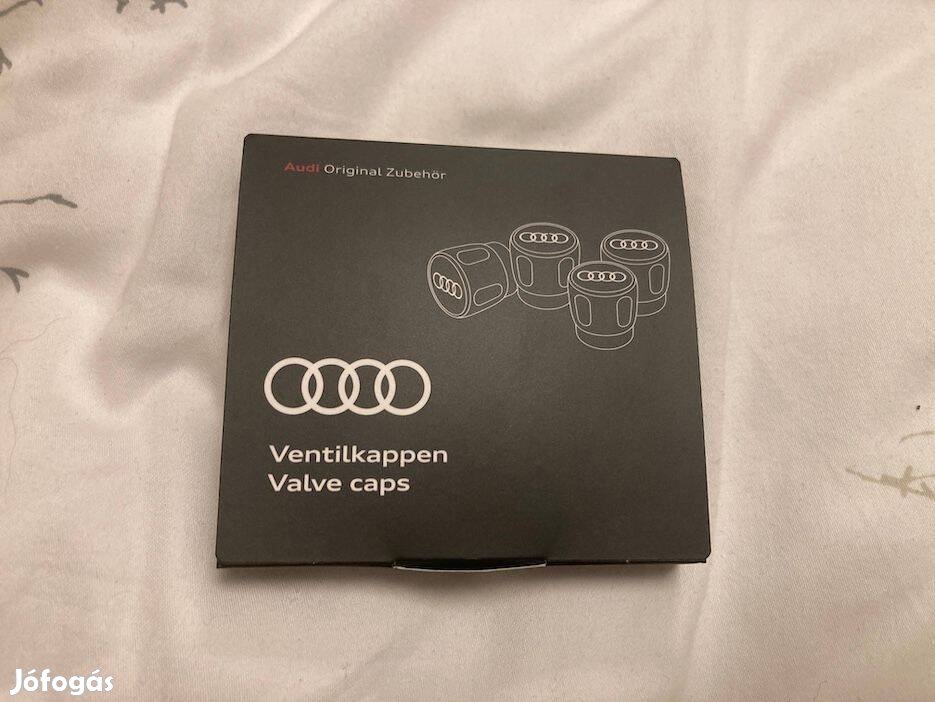 Audi Original Zubehör
Ventilkappen
Valve caps
Jófogás